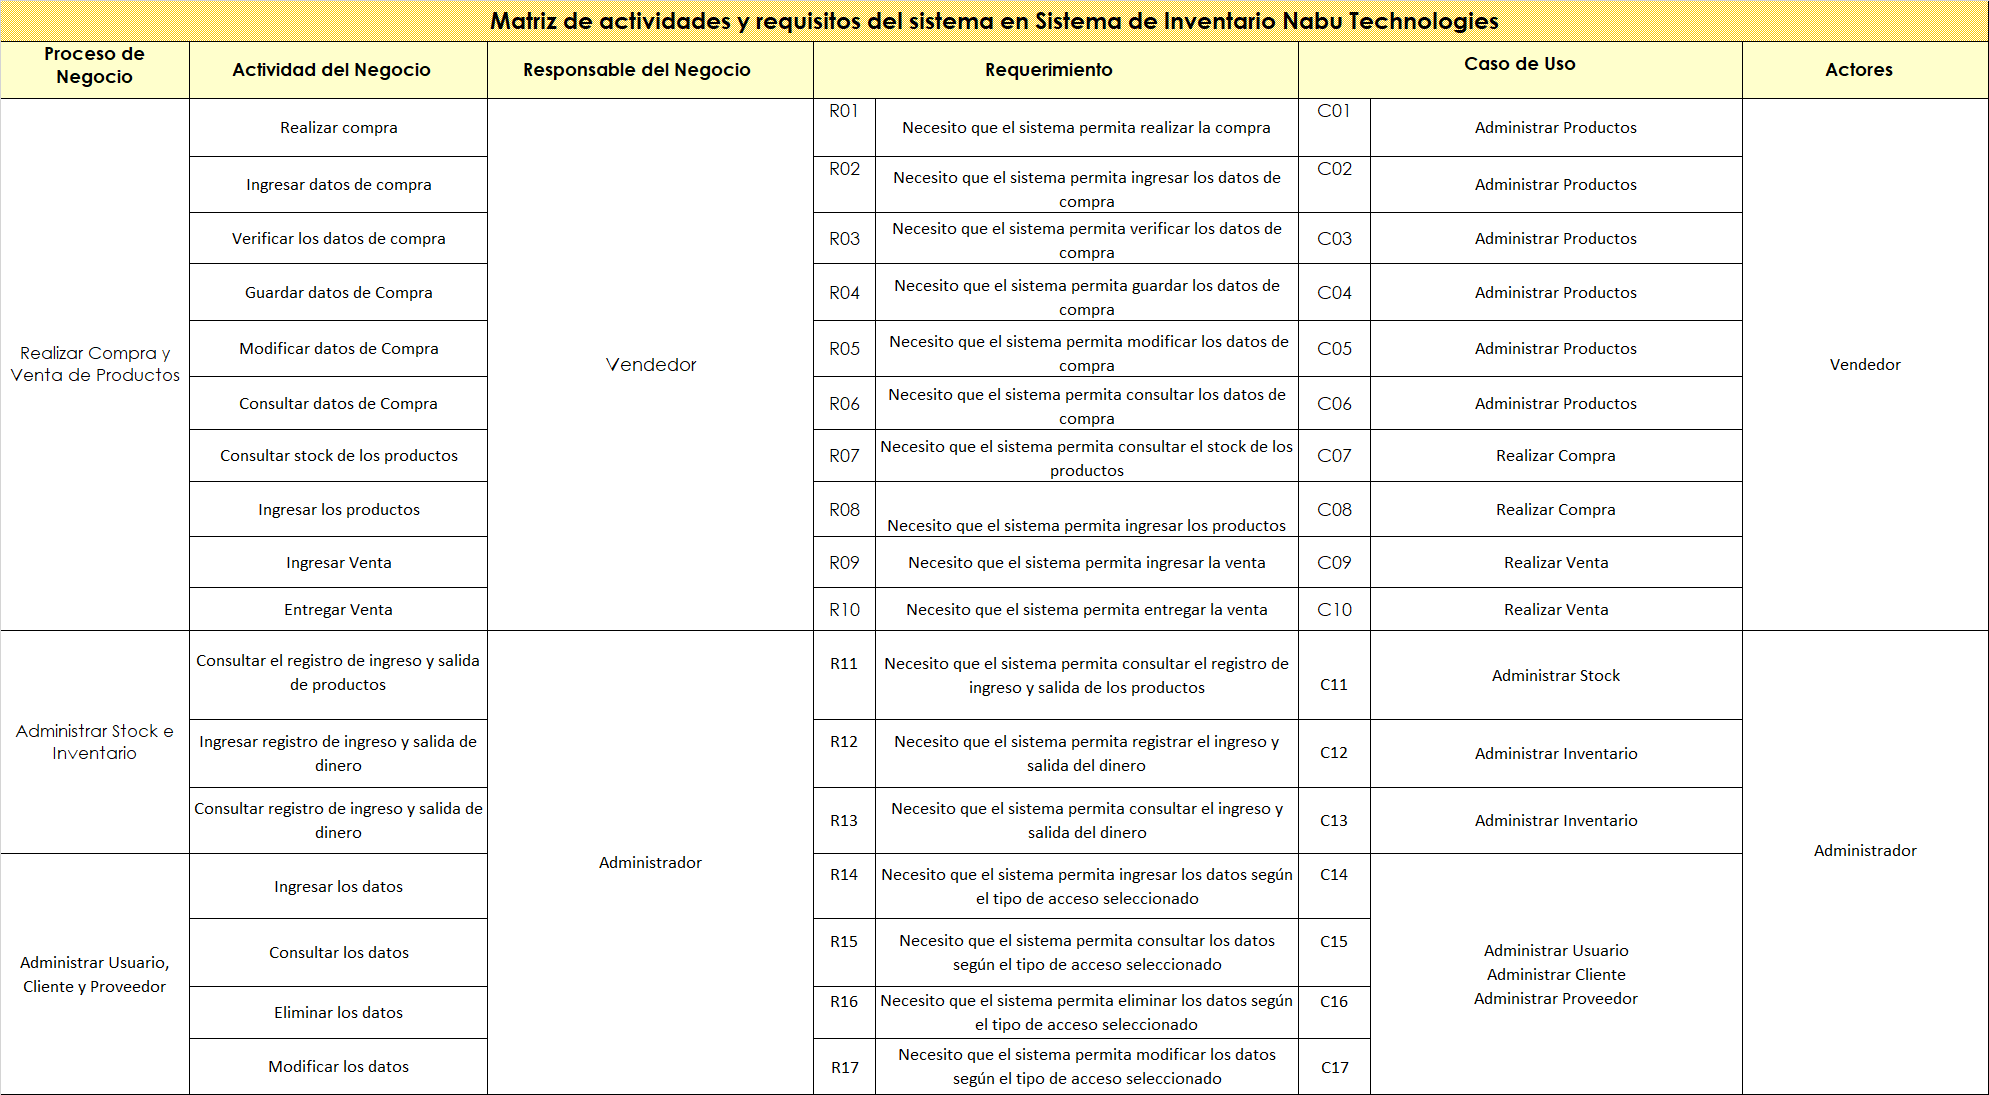 Matriz de actividades y requisitos del sistema en Sistema de Inventario Nabu Technologies
Proceso de
Negocio
Actividad del Negocio
Responsable del Negocio
Requerimiento
Caso de Uso
Actores
Realizar Compra y
Venta de Productos
Vendedor
Vendedor
Realizar compra
R01
Necesito que el sistema permita realizar la compra
C01
Administrar Productos
Ingresar datos de compra
R02
Necesito que el sistema permita ingresar los datos de
compra
C02
Administrar Productos
Verificar los datos de compra
R03
Necesito que el sistema permita verificar los datos de
compra
C03
Administrar Productos
Guardar datos de Compra
R04
Necesito que el sistema permita guardar los datos de
compra
C04
Administrar Productos
Modificar datos de Compra
R05
Necesito que el sistema permita modificar los datos de
compra
C05
Administrar Productos
Consultar datos de Compra
R06
Necesito que el sistema permita consultar los datos de
compra
C06
Administrar Productos
Consultar stock de los productos
R07
Necesito que el sistema permita consultar el stock de los
productos
C07
Realizar Compra
Ingresar los productos
R08
Necesito que el sistema permita ingresar los productos
C08
Realizar Compra
Ingresar Venta
R09
Necesito que el sistema permita ingresar la venta
C09
Realizar Venta
Entregar Venta
R10
Necesito que el sistema permita entregar la venta
C10
Realizar Venta
Administrar Stock e
Inventario
Administrador
Administrador
Consultar el registro de ingreso y salida
de productos
R11
Necesito que el sistema permita consultar el registro de
ingreso y salida de los productos
C11
Administrar Stock
Ingresar registro de ingreso y salida de
dinero
R12
Necesito que el sistema permita registrar el ingreso y
salida del dinero
C12
Administrar Inventario
Consultar registro de ingreso y salida de
dinero
R13
Necesito que el sistema permita consultar el ingreso y
salida del dinero
C13
Administrar Inventario
Administrar Usuario,
Cliente y Proveedor
Ingresar los datos
R14
Necesito que el sistema permita ingresar los datos según
el tipo de acceso seleccionado
C14
Administrar Usuario
Administrar Cliente
Administrar Proveedor
Consultar los datos
R15
Necesito que el sistema permita consultar los datos
según el tipo de acceso seleccionado
C15
Eliminar los datos
R16
Necesito que el sistema permita eliminar los datos según
el tipo de acceso seleccionado
C16
Modificar los datos
R17
Necesito que el sistema permita modificar los datos
según el tipo de acceso seleccionado
C17